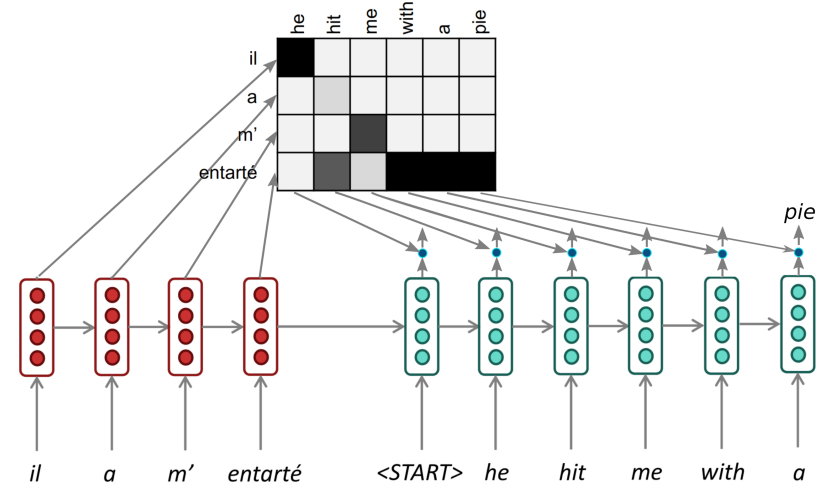 he hit me with a pie
il
a
m’
entarté
pie
il a m’ entarté <START> he hit me with a